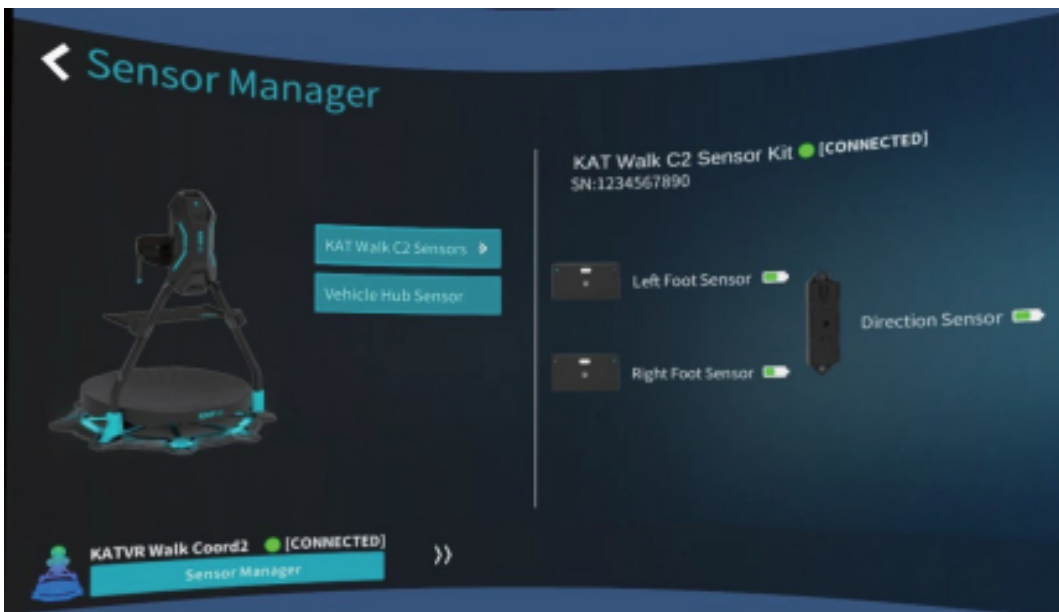 Sensor Manager
KAT Walk C2 Sensor Kit [CONNECTED]
SN:1234567890
KAT Walk C2 Sensors
Vehicle Hub Sensor
Left Foot Sensor
Direction Sensor
Right Foot Sensor
KATVR Walk Coord2 [CONNECTED]
Sensor Manager